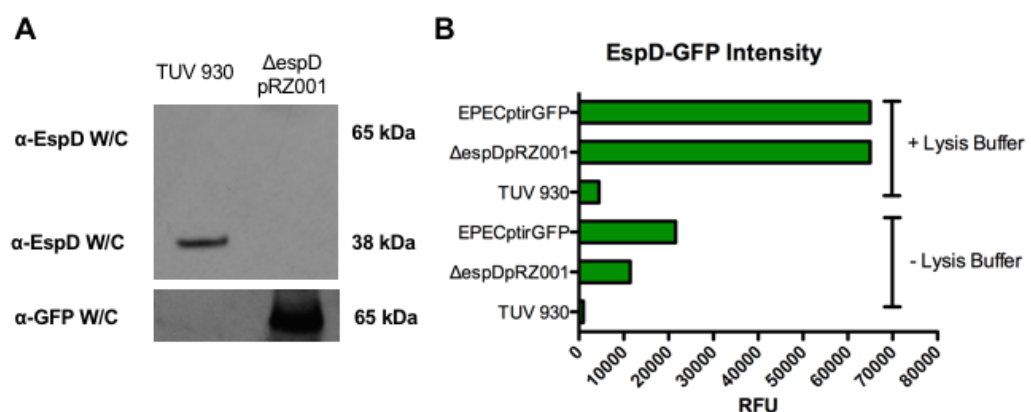 A
TUV 930
ΔespD
pRZ001
α-EspD W/C
65 kDa
α-EspD W/C
38 kDa
α-GFP W/C
65 kDa
B
EspD-GFP Intensity
EPECptirGFP
ΔespDpRZ001
TUV 930
+ Lysis Buffer
EPECptirGFP
ΔespDpRZ001
TUV 930
- Lysis Buffer
0 10000 20000 30000 40000 50000 60000 70000 80000
RFU